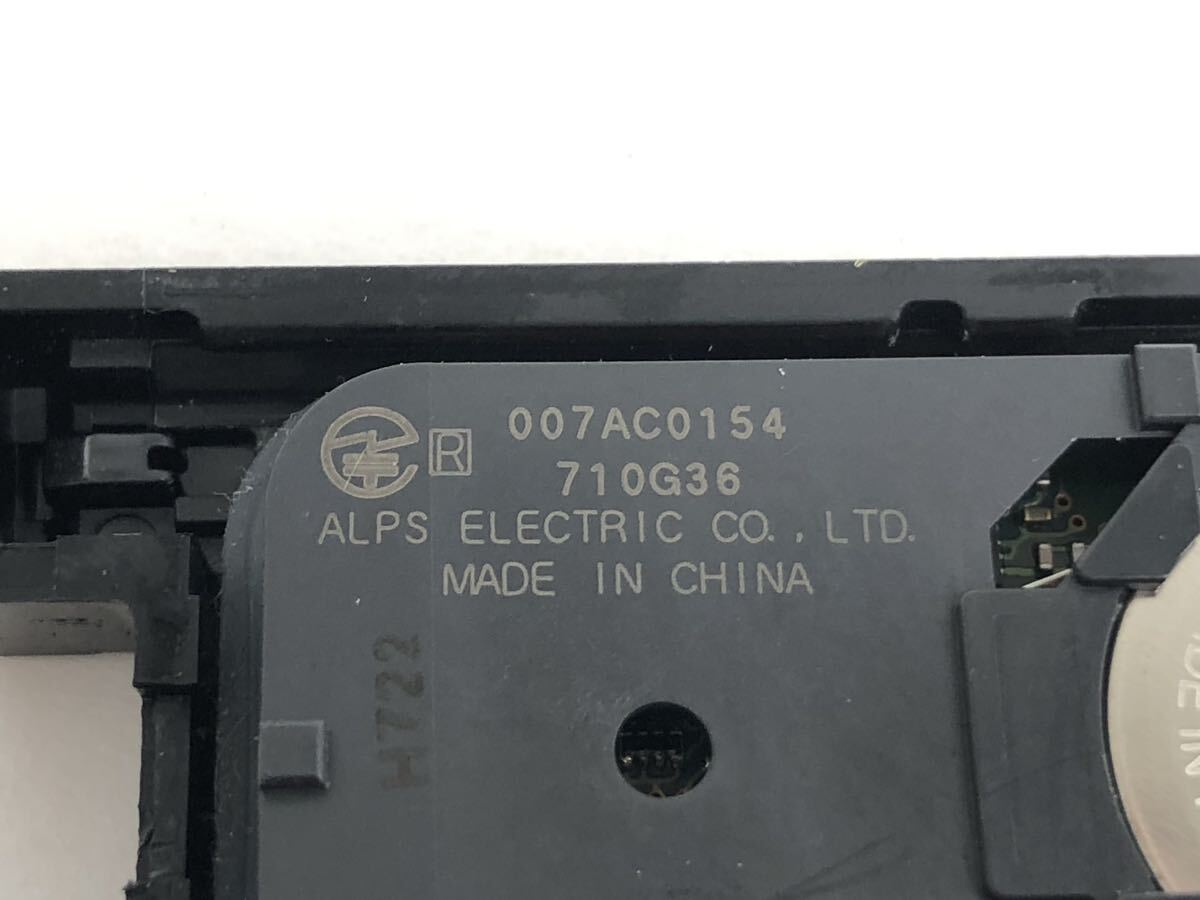 R 007AC0154
710G36
ALPS ELECTRIC CO., LTD.
MADE IN CHINA
H722